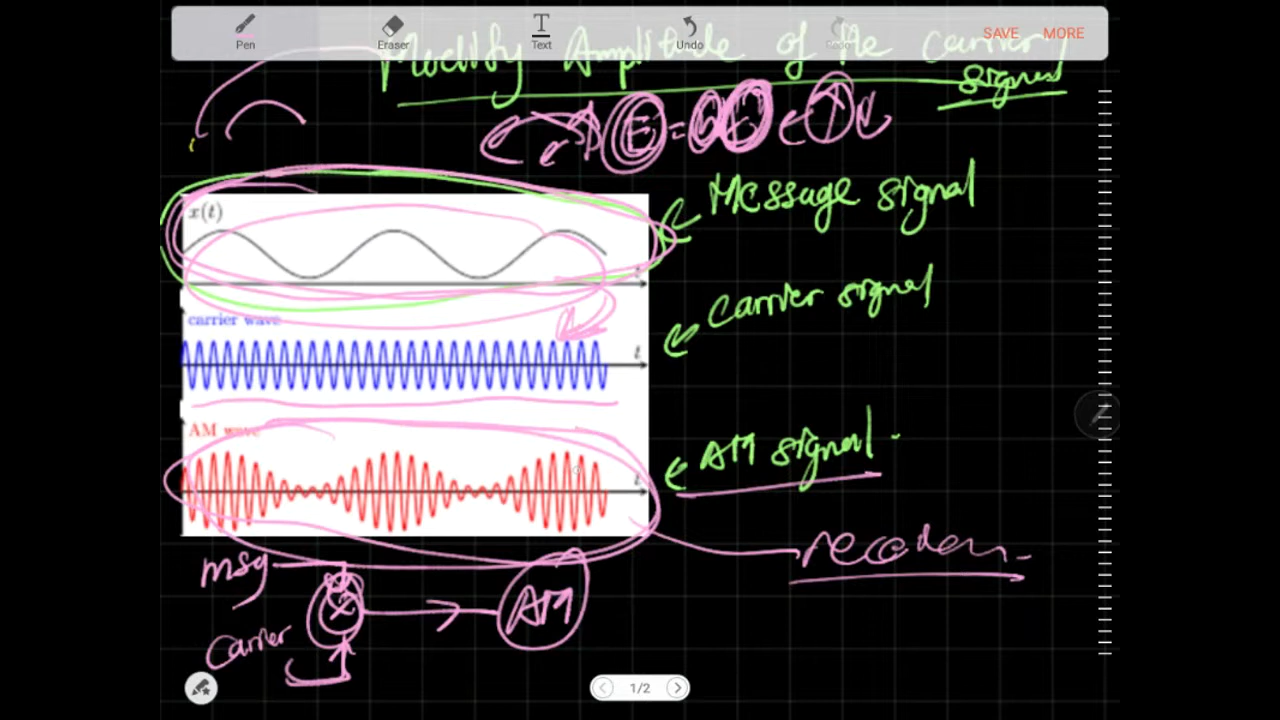 Pen Eraser Text Undo Redo SAVE MORE
Modify Amplitude of the carrier
signal
x(t)
Message signal
t
carrier wave
carrier signal
t
AM wave
AM signal
t
msg
AM
Carrier
1/2